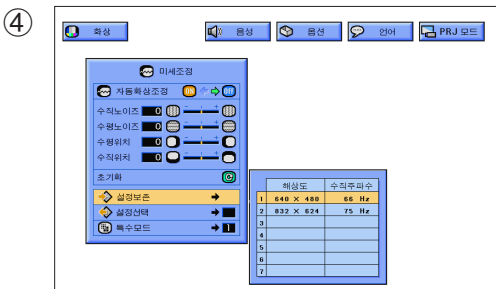 ④
화상 음성 옵션 언어 PRJ 모드
미세조정
자동화상조정 ON OFF
수직노이즈 0 - +
수평노이즈 0 - +
수평위치 0 - +
수직위치 0 - +
초기화
설정보존
설정선택
특수모드 1
해상도 수직주파수
1 640 X 480 66 Hz
2 832 X 624 75 Hz
3
4
5
6
7